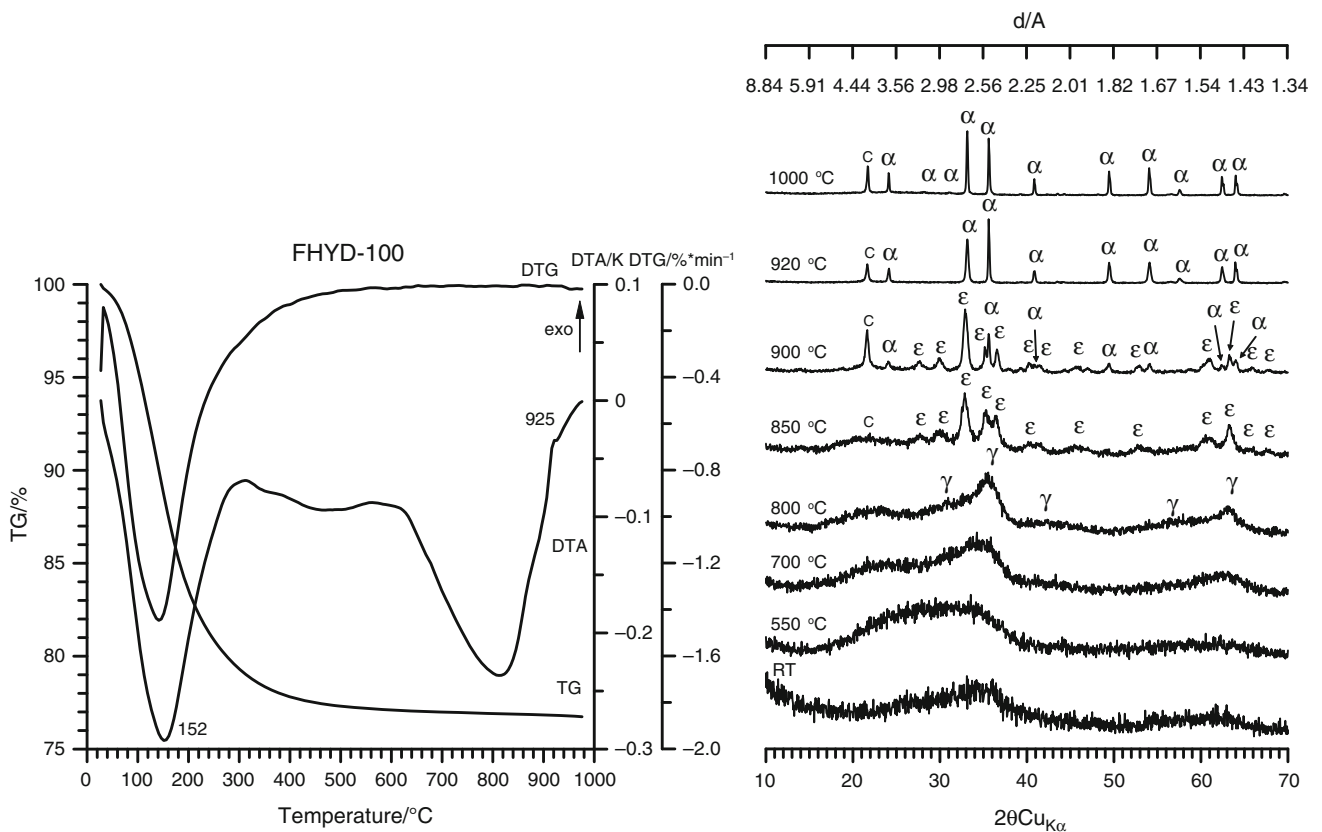 FHYD-100
DTG
DTA/K DTG/%*min⁻¹
100
95
90
85
80
75
TG/%
0.1
0
−0.1
−0.2
−0.3
0.0
−0.4
−0.8
−1.2
−1.6
−2.0
exo
925
DTA
TG
152
0 100 200 300 400 500 600 700 800 900 1000
Temperature/°C
d/A
8.84 5.91 4.44 3.56 2.98 2.56 2.25 2.01 1.82 1.67 1.54 1.43 1.34
α α
1000 °C C α α α α α α α α α
α
920 °C C α α α α α α α α
ε α α α ε α
900 °C C α ε ε ε ε ε ε ε α ε α ε ε ε
ε
850 °C C ε ε ε ε ε ε ε ε ε ε ε
γ
800 °C γ γ γ γ
700 °C
550 °C
RT
10 20 30 40 50 60 70
2θCuKα